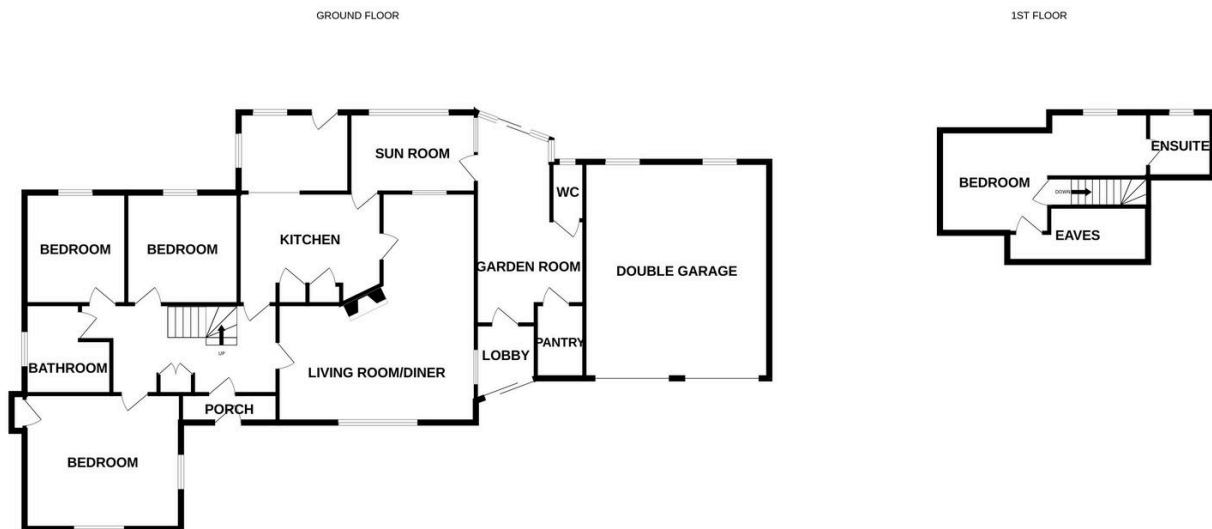 GROUND FLOOR
1ST FLOOR
SUN ROOM
ENSUITE
WC
BEDROOM
DOWN
BEDROOM
BEDROOM
KITCHEN
EAVES
GARDEN ROOM
DOUBLE GARAGE
UP
PANTRY
LOBBY
BATHROOM
LIVING ROOM/DINER
PORCH
BEDROOM